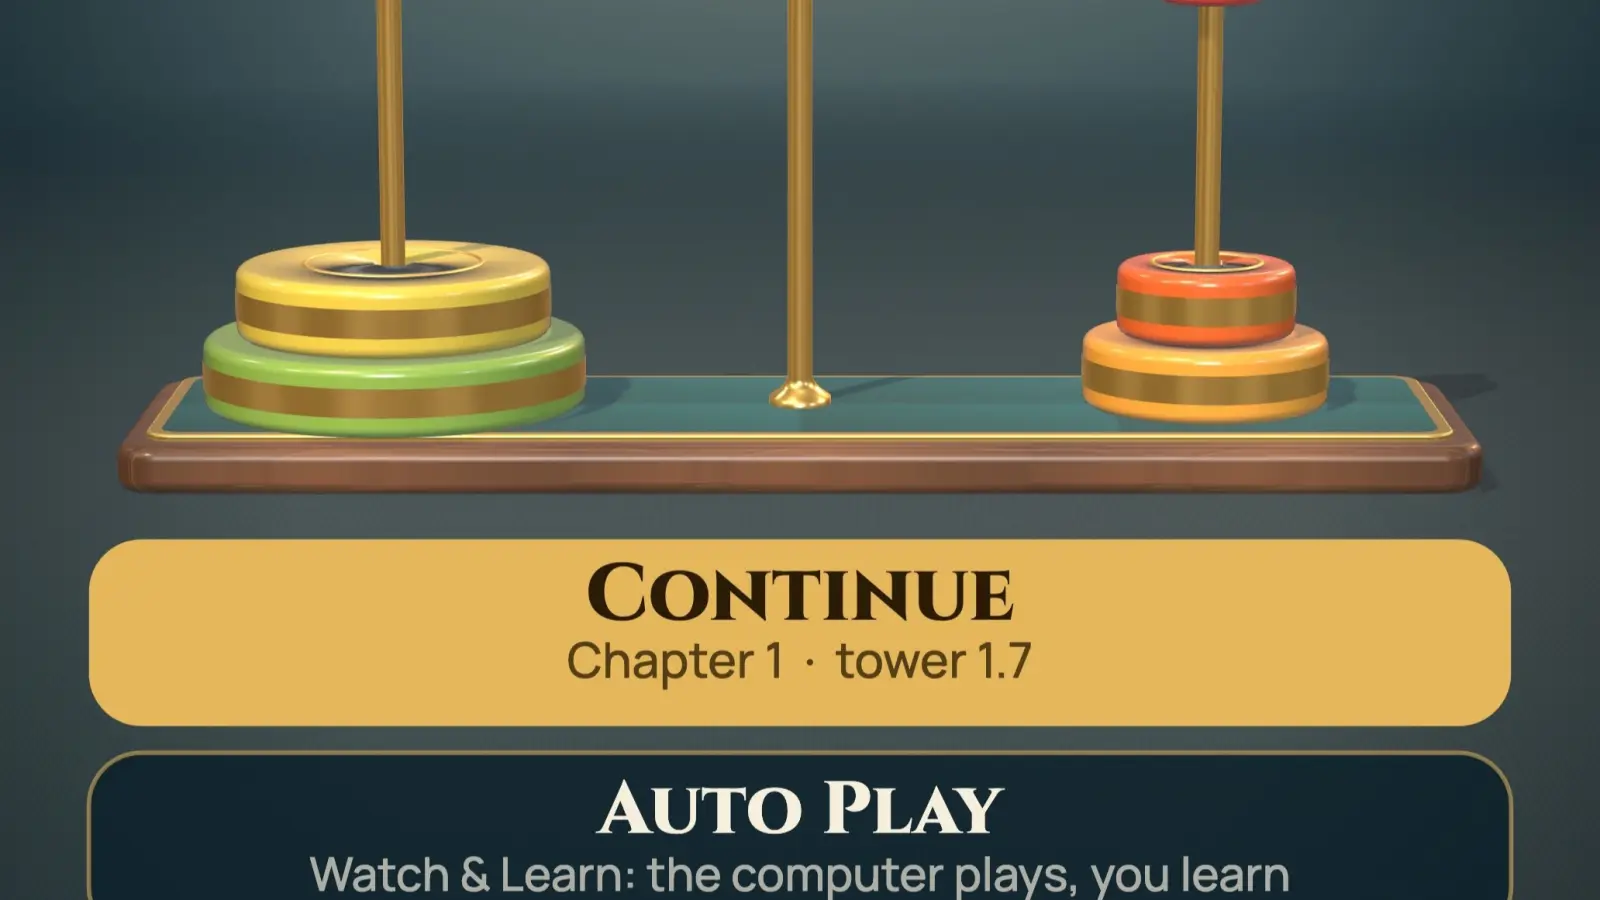 Continue
Chapter 1 · tower 1.7
Auto Play
Watch & Learn: the computer plays, you learn